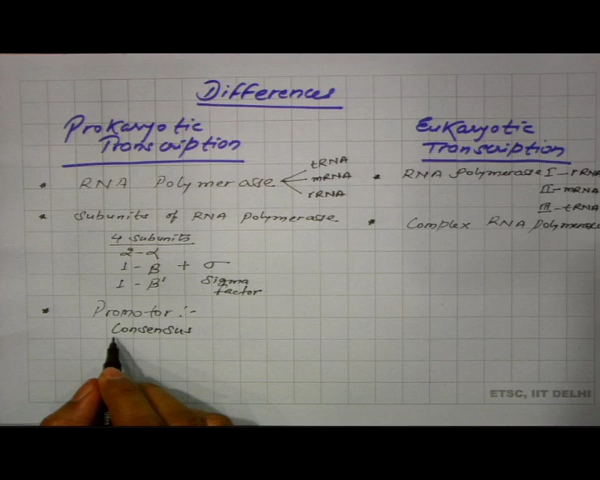 Differences
Prokaryotic
Transcription
• RNA Polymerase
tRNA
mRNA
rRNA
• Subunits of RNA Polymerase.
4 subunits
2 - α
1 - β + σ
1 - β' Sigma
factor
• Promotor :-
Consensus
Eukaryotic
Transcription
• RNA Polymerase I - rRNA
II - mRNA
III - tRNA
• Complex RNA Polymerase
ETSC, IIT DELHI